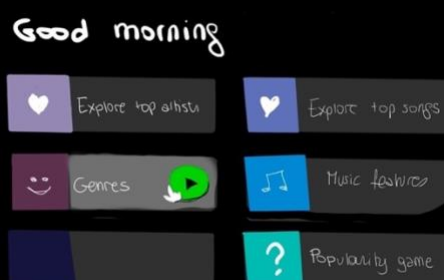 Good morning
Explore top artists
Explore top songs
Genres
Music features
?
Popularity game